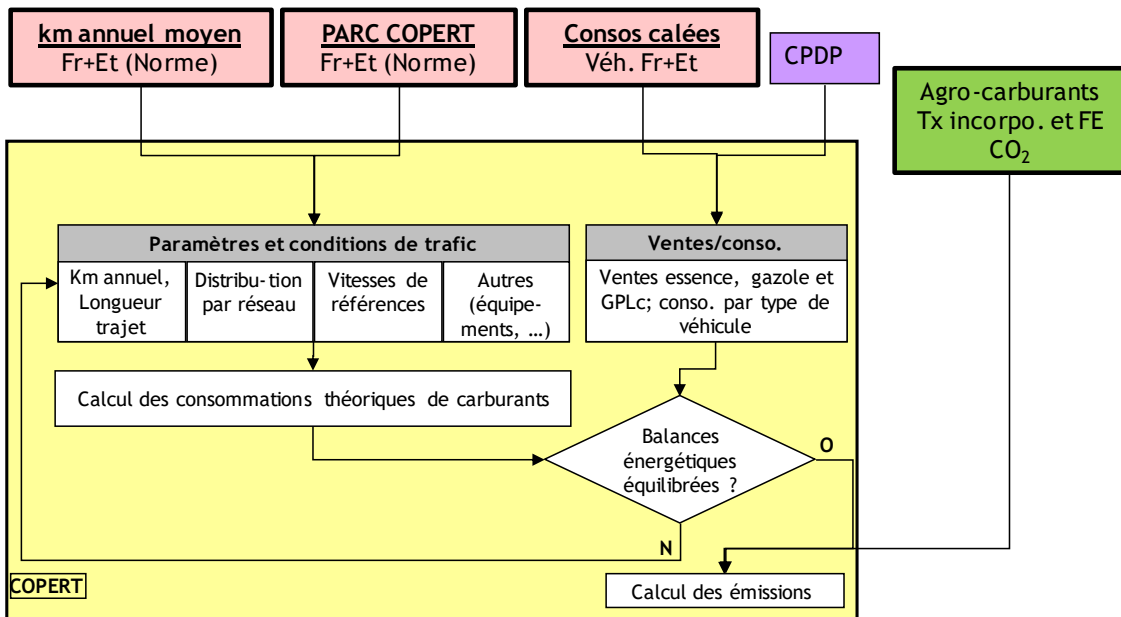 km annuel moyen
Fr+Et (Norme)
PARC COPERT
Fr+Et (Norme)
Consos calées
Véh. Fr+Et
CPDP
Agro-carburants
Tx incorpo. et FE
CO₂
Paramètres et conditions de trafic
Km annuel,
Longueur
trajet
Distribu-tion
par réseau
Vitesses de
références
Autres
(équipe-
ments, …)
Ventes/conso.
Ventes essence, gazole et
GPLc; conso. par type de
véhicule
Calcul des consommations théoriques de carburants
Balances
énergétiques
équilibrées ?
O
N
COPERT
Calcul des émissions